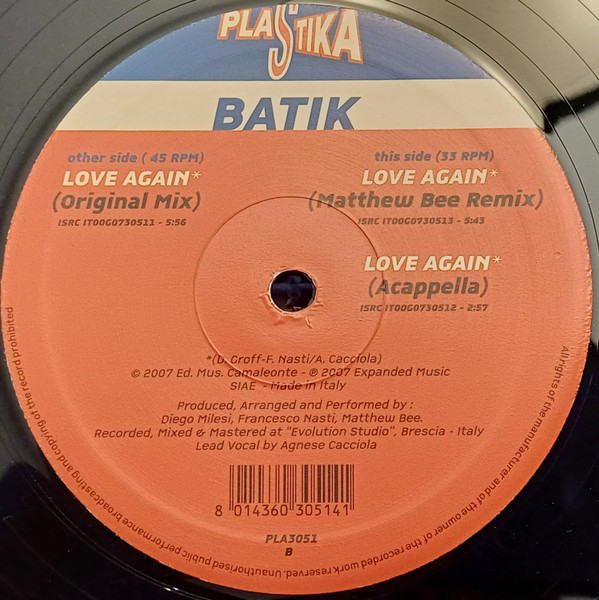 PLASTIKA
BATIK
other side ( 45 RPM)
LOVE AGAIN*
(Original Mix)
ISRC IT00G0730511 - 5:56
this side (33 RPM)
LOVE AGAIN*
(Matthew Bee Remix)
ISRC IT00G0730513 - 5:43
LOVE AGAIN*
(Acappella)
ISRC IT00G0730512 - 2:57
*(D. Groff-F. Nasti/A. Cacciola)
© 2007 Ed. Mus. Camaleonte - ℗ 2007 Expanded Music
SIAE - Made in Italy
Produced, Arranged and Performed by :
Diego Milesi, Francesco Nasti, Matthew Bee.
Recorded, Mixed & Mastered at "Evolution Studio", Brescia - Italy
Lead Vocal by Agnese Cacciola
8 014360 305141
PLA3051
B
All rights of the manufacturer and of the owner of the recorded work reserved. Unauthorised public performance broadcasting and copying of the record prohibited